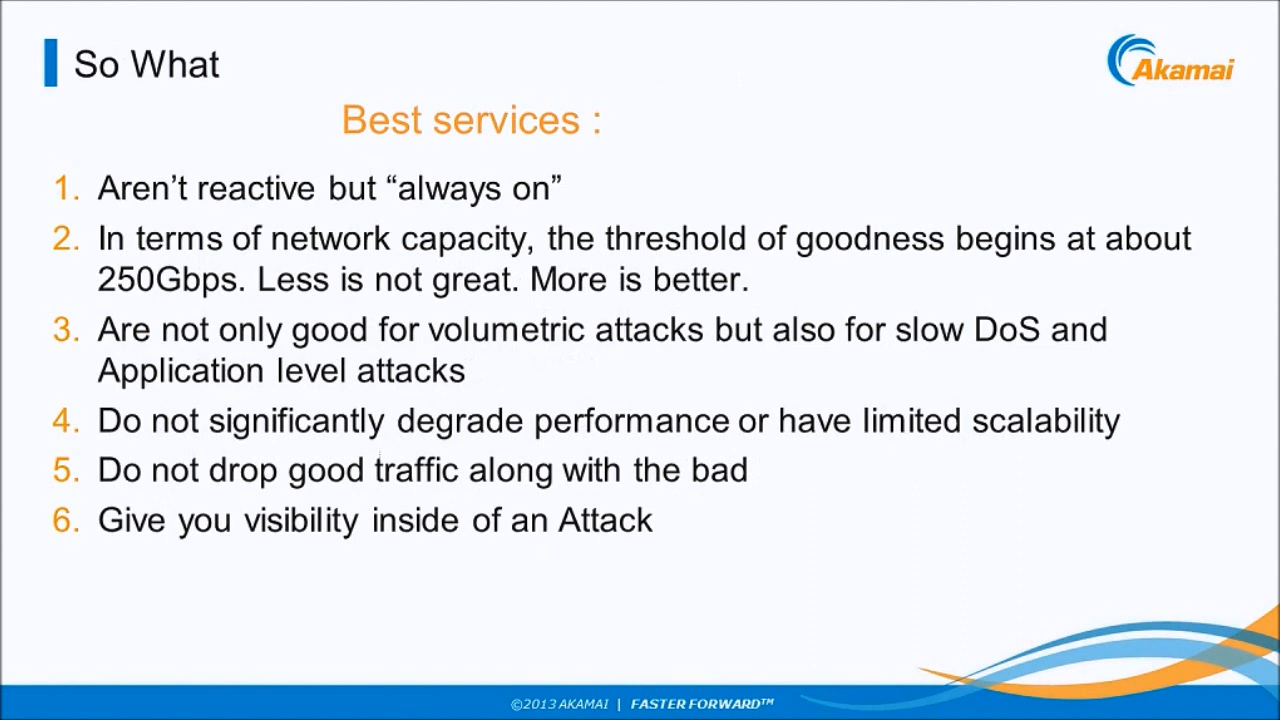 So What
Akamai
Best services :
1. Aren’t reactive but “always on”
2. In terms of network capacity, the threshold of goodness begins at about
250Gbps. Less is not great. More is better.
3. Are not only good for volumetric attacks but also for slow DoS and
Application level attacks
4. Do not significantly degrade performance or have limited scalability
5. Do not drop good traffic along with the bad
6. Give you visibility inside of an Attack
©2013 AKAMAI | FASTER FORWARD™